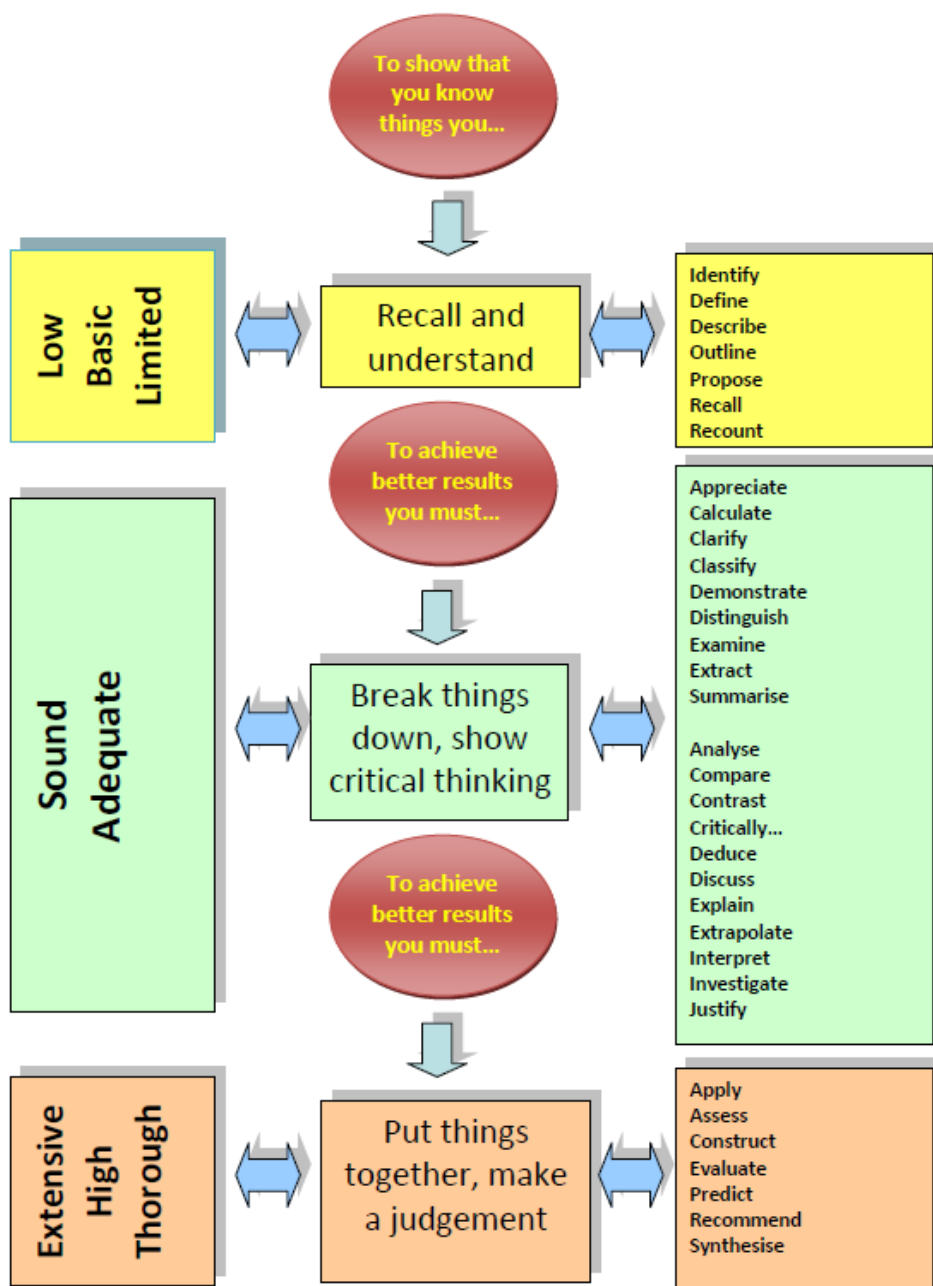 To show that
you know
things you...
Low
Basic
Limited
Recall and
understand
Identify
Define
Describe
Outline
Propose
Recall
Recount
To achieve
better results
you must...
Sound
Adequate
Break things
down, show
critical thinking
Appreciate
Calculate
Clarify
Classify
Demonstrate
Distinguish
Examine
Extract
Summarise
Analyse
Compare
Contrast
Critically...
Deduce
Discuss
Explain
Extrapolate
Interpret
Investigate
Justify
To achieve
better results
you must...
Extensive
High
Thorough
Put things
together, make
a judgement
Apply
Assess
Construct
Evaluate
Predict
Recommend
Synthesise